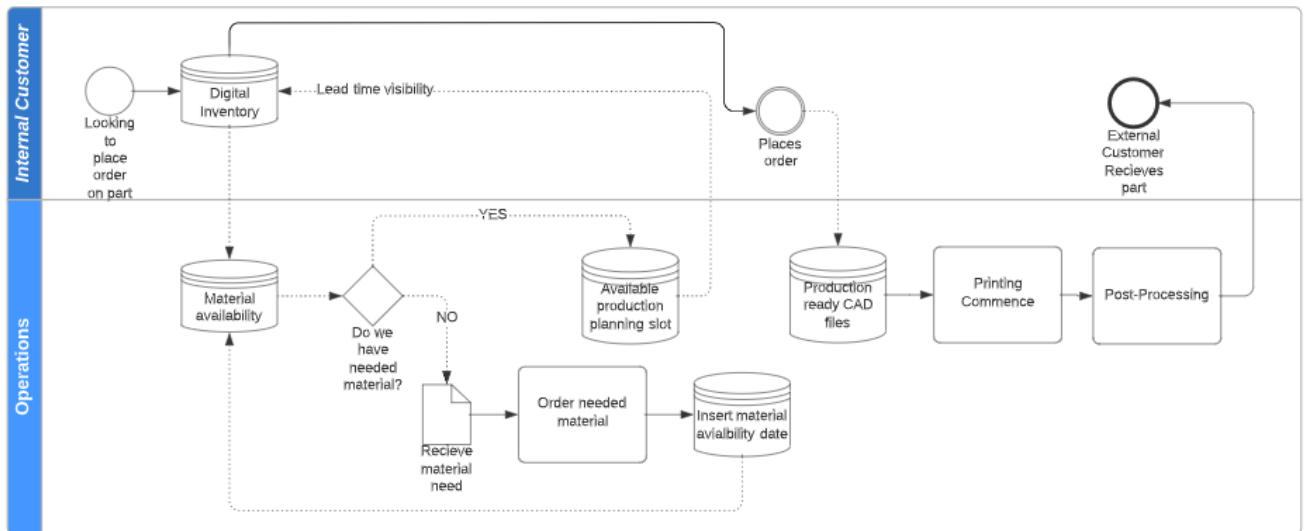 Internal Customer
Looking
to
place
order
on part
Digital
Inventory
Lead time visibility
Places
order
External
Customer
Recieves
part
Operations
Material
availability
Do we
have
needed
material?
YES
NO
Available
production
planning slot
Recieve
material
need
Order needed
material
Insert material
avialbility date
Production
ready CAD
files
Printing
Commence
Post-Processing